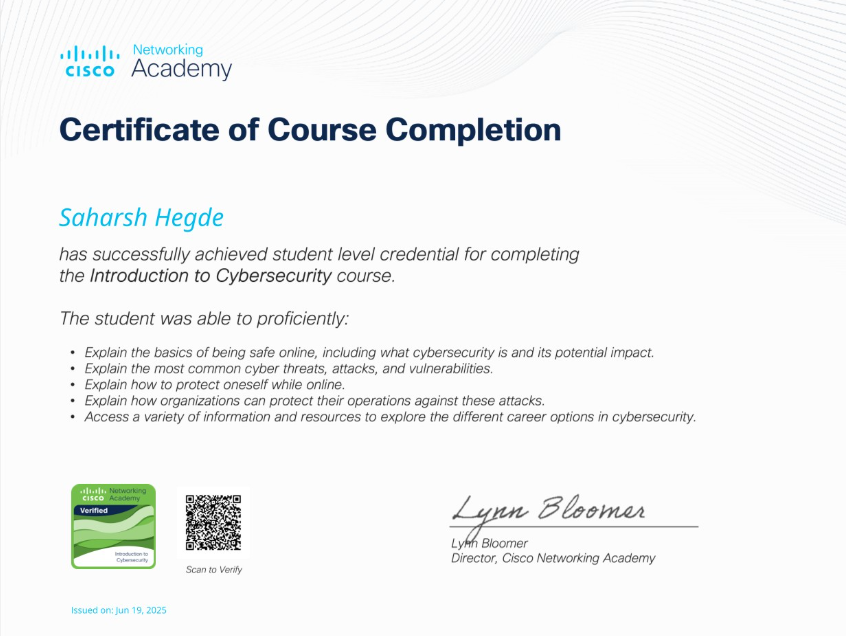 Networking
CISCO Academy
Certificate of Course Completion
Saharsh Hegde
has successfully achieved student level credential for completing
the Introduction to Cybersecurity course.
The student was able to proficiently:
• Explain the basics of being safe online, including what cybersecurity is and its potential impact.
• Explain the most common cyber threats, attacks, and vulnerabilities.
• Explain how to protect oneself while online.
• Explain how organizations can protect their operations against these attacks.
• Access a variety of information and resources to explore the different career options in cybersecurity.
Networking
CISCO Academy
Verified
Introduction to
Cybersecurity
Scan to Verify
Lynn Bloomer
Lynn Bloomer
Director, Cisco Networking Academy
Issued on: Jun 19, 2025